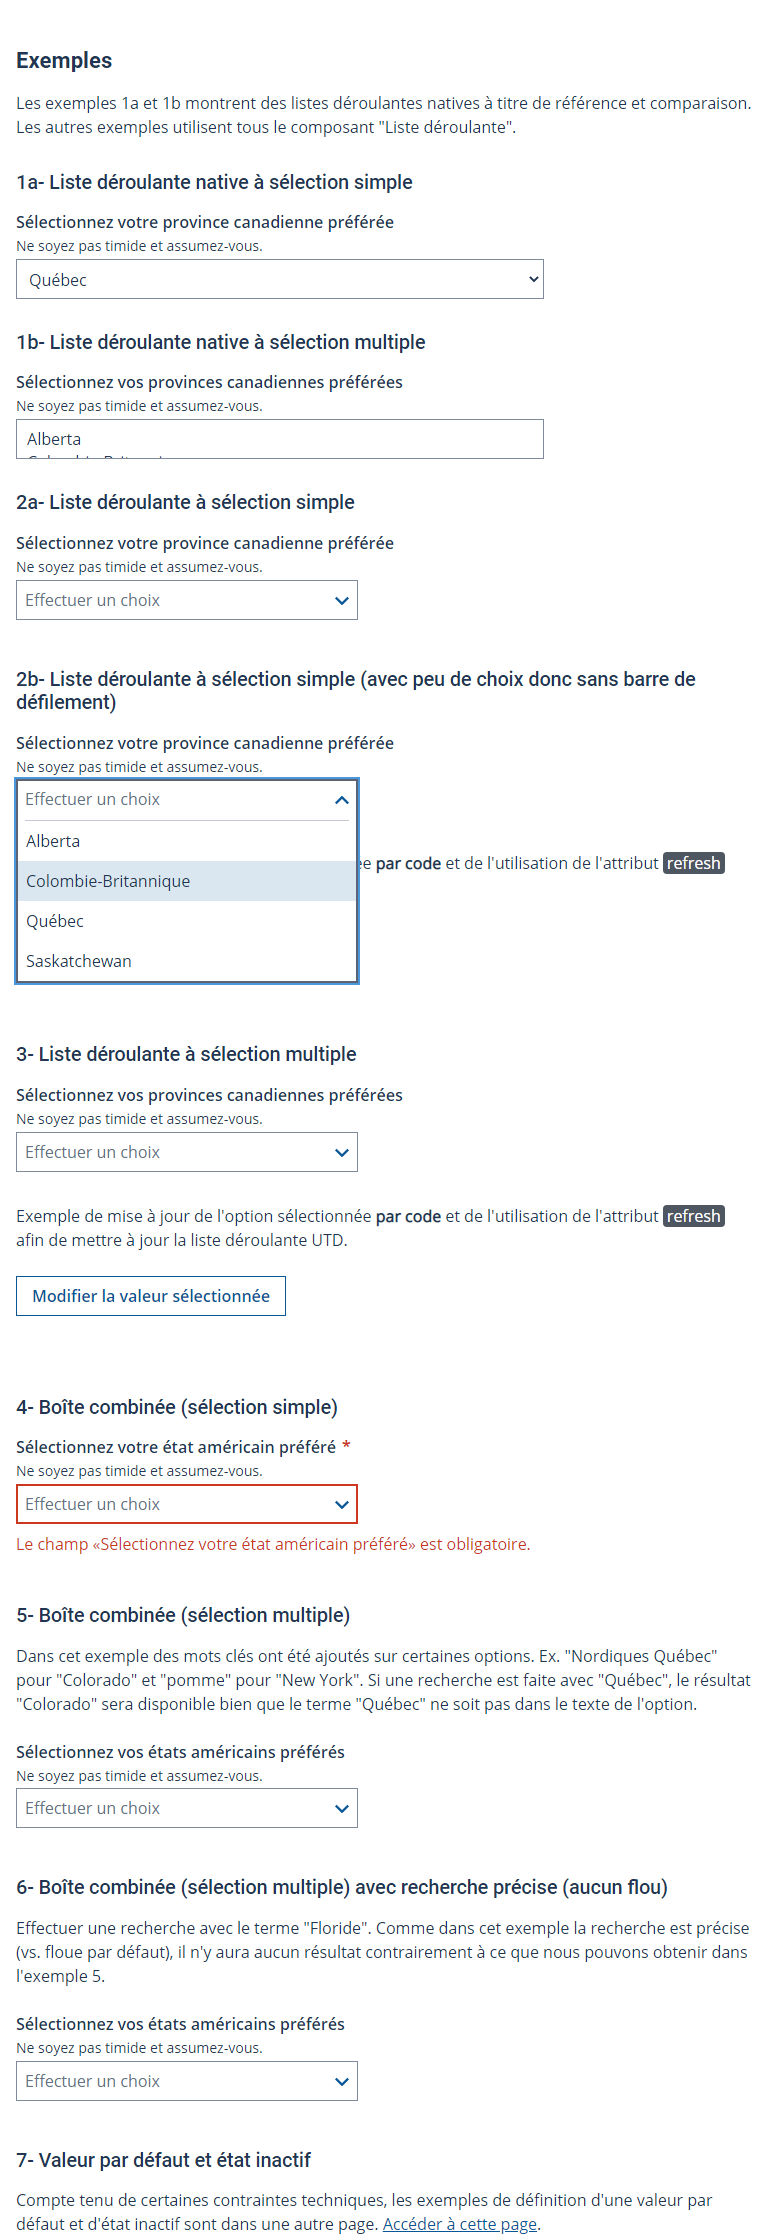 Exemples
Les exemples 1a et 1b montrent des listes déroulantes natives à titre de référence et comparaison.
Les autres exemples utilisent tous le composant "Liste déroulante".
1a- Liste déroulante native à sélection simple
Sélectionnez votre province canadienne préférée
Ne soyez pas timide et assumez-vous.
Québec
1b- Liste déroulante native à sélection multiple
Sélectionnez vos provinces canadiennes préférées
Ne soyez pas timide et assumez-vous.
Alberta
2a- Liste déroulante à sélection simple
Sélectionnez votre province canadienne préférée
Ne soyez pas timide et assumez-vous.
Effectuer un choix
2b- Liste déroulante à sélection simple (avec peu de choix donc sans barre de
défilement)
Sélectionnez votre province canadienne préférée
Ne soyez pas timide et assumez-vous.
Effectuer un choix
Alberta
par code et de l'utilisation de l'attribut refresh
Colombie-Britannique
Québec
Saskatchewan
3- Liste déroulante à sélection multiple
Sélectionnez vos provinces canadiennes préférées
Ne soyez pas timide et assumez-vous.
Effectuer un choix
Exemple de mise à jour de l'option sélectionnée par code et de l'utilisation de l'attribut refresh
afin de mettre à jour la liste déroulante UTD.
Modifier la valeur sélectionnée
4- Boîte combinée (sélection simple)
Sélectionnez votre état américain préféré *
Ne soyez pas timide et assumez-vous.
Effectuer un choix
Le champ «Sélectionnez votre état américain préféré» est obligatoire.
5- Boîte combinée (sélection multiple)
Dans cet exemple des mots clés ont été ajoutés sur certaines options. Ex. "Nordiques Québec"
pour "Colorado" et "pomme" pour "New York". Si une recherche est faite avec "Québec", le résultat
"Colorado" sera disponible bien que le terme "Québec" ne soit pas dans le texte de l'option.
Sélectionnez vos états américains préférés
Ne soyez pas timide et assumez-vous.
Effectuer un choix
6- Boîte combinée (sélection multiple) avec recherche précise (aucun flou)
Effectuer une recherche avec le terme "Floride". Comme dans cet exemple la recherche est précise
(vs. floue par défaut), il n'y aura aucun résultat contrairement à ce que nous pouvons obtenir dans
l'exemple 5.
Sélectionnez vos états américains préférés
Ne soyez pas timide et assumez-vous.
Effectuer un choix
7- Valeur par défaut et état inactif
Compte tenu de certaines contraintes techniques, les exemples de définition d'une valeur par
défaut et d'état inactif sont dans une autre page. Accéder à cette page.